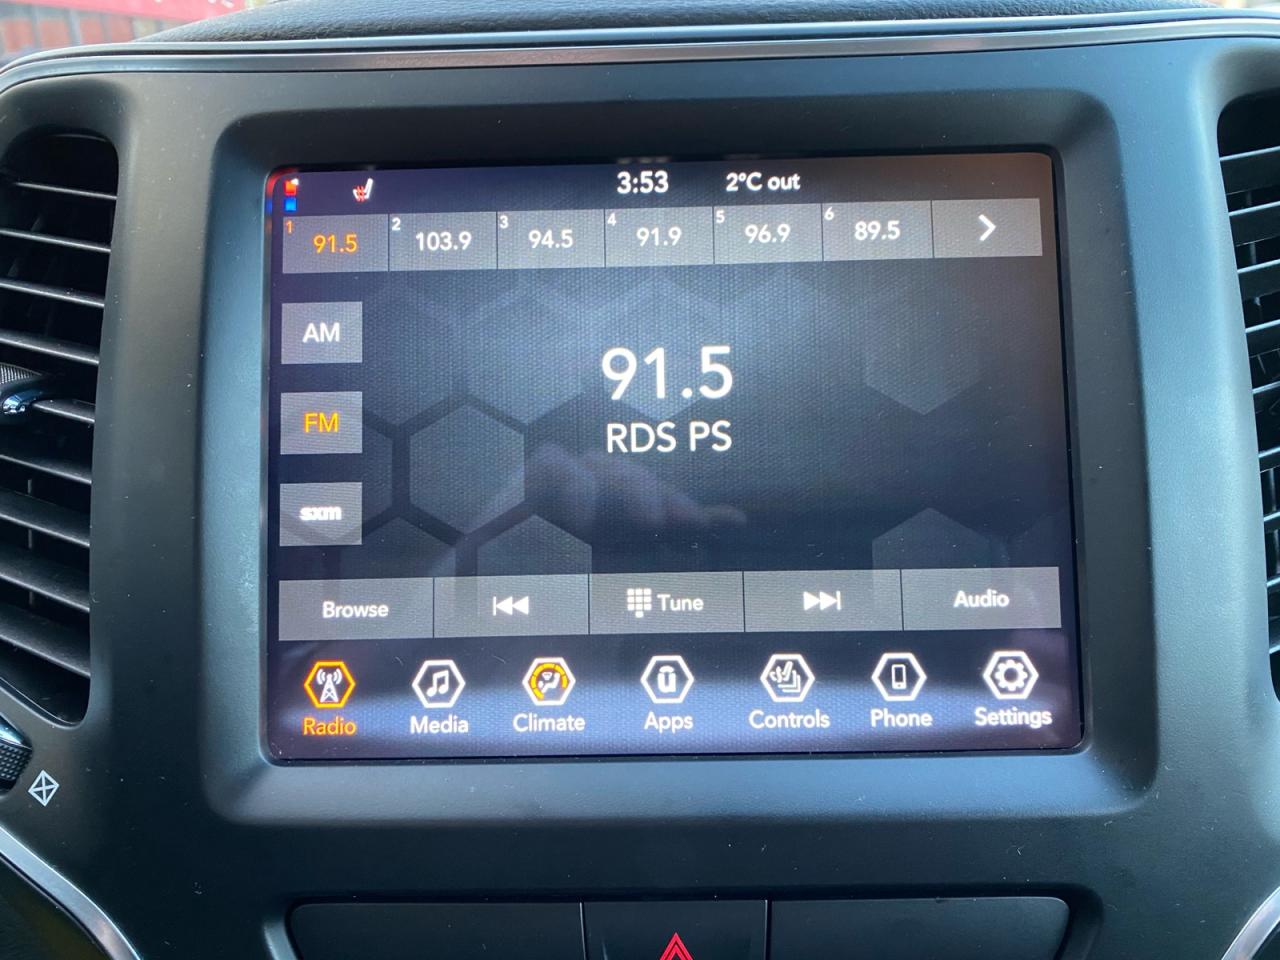 3:53 2°C out
1 91.5 2 103.9 3 94.5 4 91.9 5 96.9 6 89.5
AM
91.5
FM
RDS PS
sxm
Browse Tune Audio
Radio Media Climate Apps Controls Phone Settings